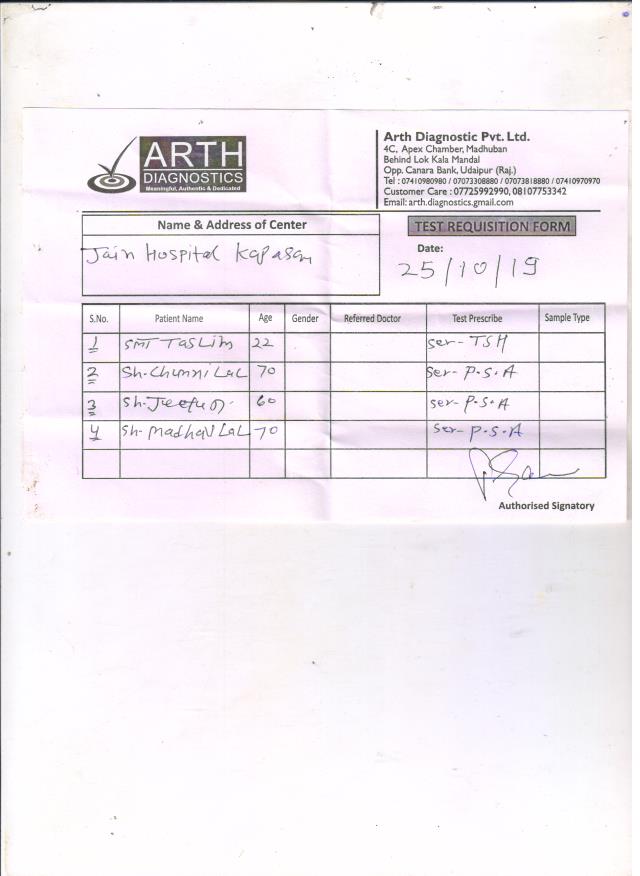 ARTH
DIAGNOSTICS
Meaningful, Authentic & Dedicated
Arth Diagnostic Pvt. Ltd.
4C, Apex Chamber, Madhuban
Behind Lok Kala Mandal
Opp. Canara Bank, Udaipur (Raj.)
Tel : 07410980980 / 07073308880 / 07073818880 / 07410970970
Customer Care : 07725992990, 08107753342
Email: arth.diagnostics.gmail.com
Name & Address of Center
Jain Hospital Kapasan
TEST REQUISITION FORM
Date:
25/10/19
S.No. Patient Name Age Gender Referred Doctor Test Prescribe Sample Type
1 SMT TaSLim 22 Ser-TSH
2 Sh-Chunni LaL 70 Ser-P.S.A
3 Sh- 60 Ser-P.S.A
4 Sh-Madhav LaL 70 Ser-P.S.A
Authorised Signatory